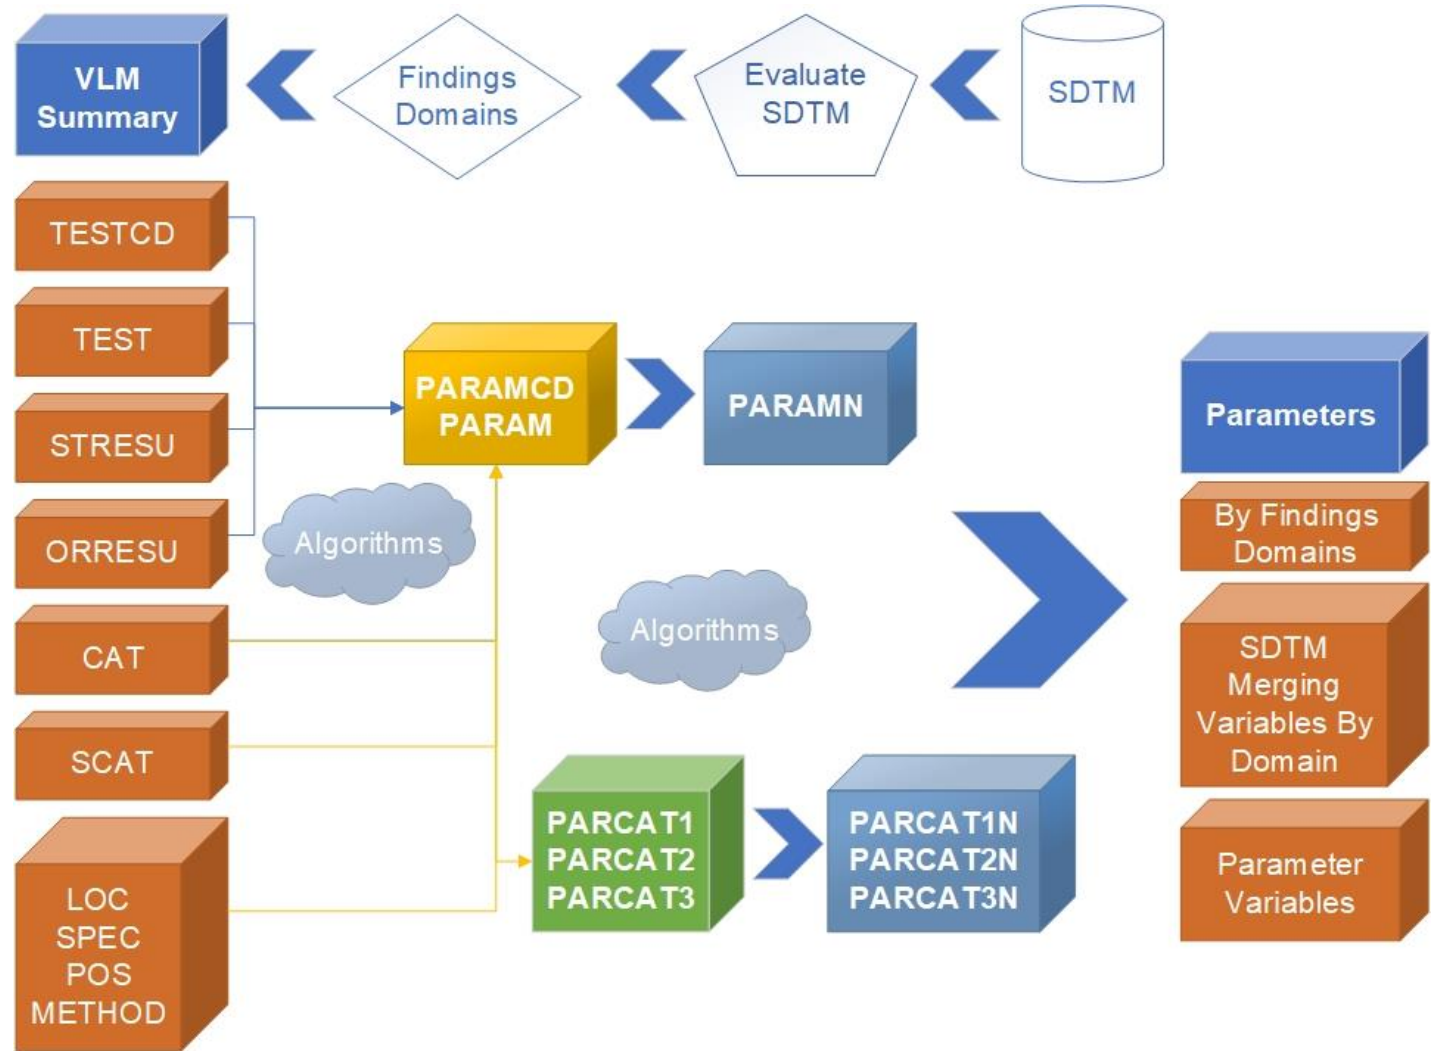 VLM
Summary
Findings
Domains
Evaluate
SDTM
SDTM
TESTCD
TEST
STRESU
ORRESU
CAT
SCAT
LOC
SPEC
POS
METHOD
Algorithms
PARAMCD
PARAM
PARAMN
Algorithms
PARCAT1
PARCAT2
PARCAT3
PARCAT1N
PARCAT2N
PARCAT3N
Parameters
By Findings
Domains
SDTM
Merging
Variables By
Domain
Parameter
Variables